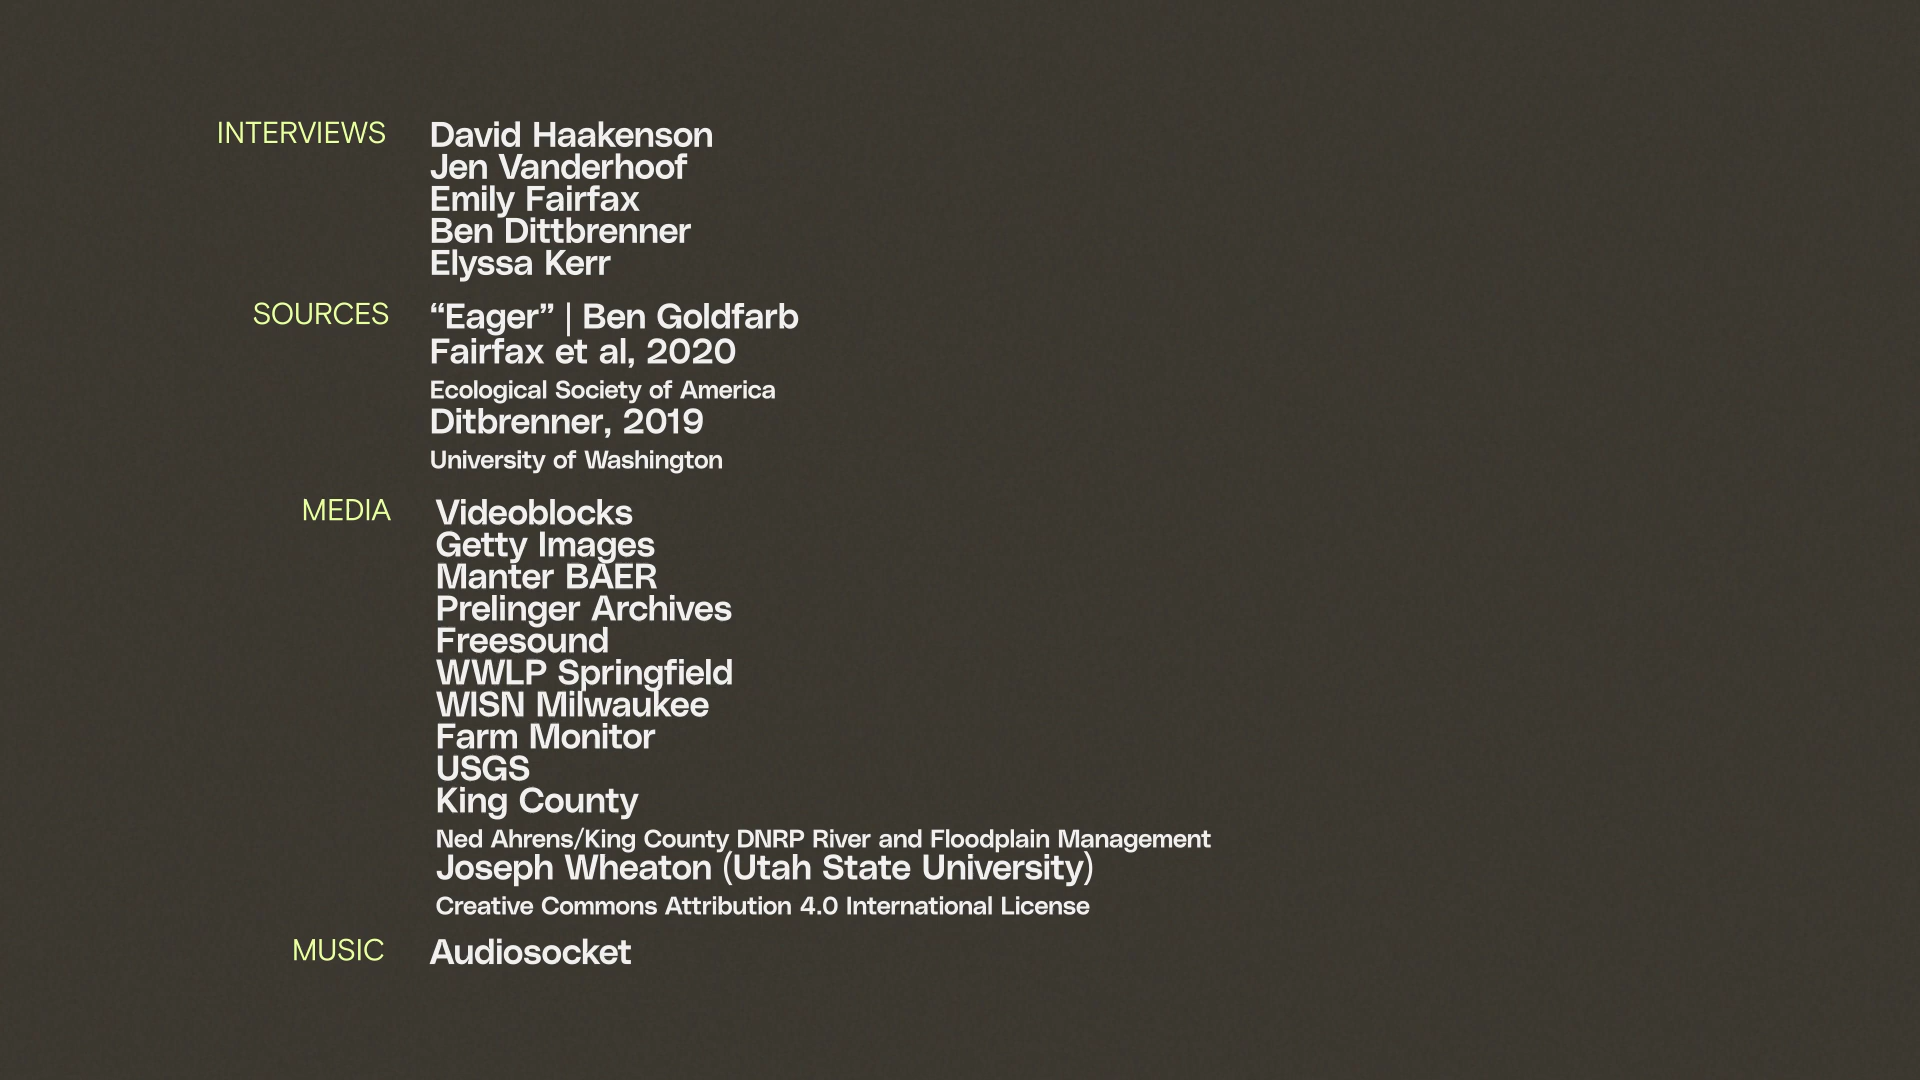 INTERVIEWS David Haakenson
Jen Vanderhoof
Emily Fairfax
Ben Dittbrenner
Elyssa Kerr
SOURCES “Eager” | Ben Goldfarb
Fairfax et al, 2020
Ecological Society of America
Ditbrenner, 2019
University of Washington
MEDIA Videoblocks
Getty Images
Manter BAER
Prelinger Archives
Freesound
WWLP Springfield
WISN Milwaukee
Farm Monitor
USGS
King County
Ned Ahrens/King County DNRP River and Floodplain Management
Joseph Wheaton (Utah State University)
Creative Commons Attribution 4.0 International License
MUSIC Audiosocket